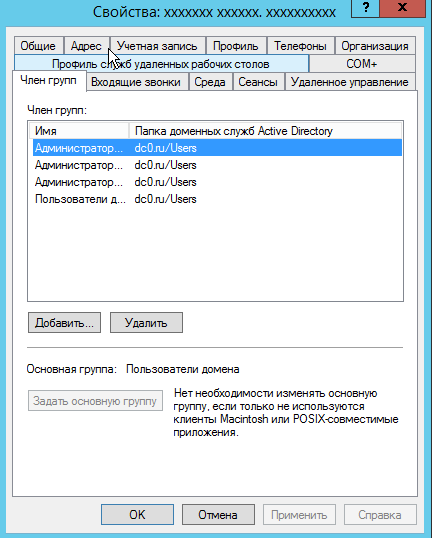 Свойства: xxxxxxx xxxxxx. xxxxxxxxxx
?
x
Общие Адрес Учетная запись Профиль Телефоны Организация
Профиль служб удаленных рабочих столов COM+
Член групп Входящие звонки Среда Сеансы Удаленное управление
Член групп:
Имя Папка доменных служб Active Directory
Администратор... dc0.ru/Users
Администратор... dc0.ru/Users
Администратор... dc0.ru/Users
Пользователи д... dc0.ru/Users
Добавить... Удалить
Основная группа: Пользователи домена
Задать основную группу
Нет необходимости изменять основную
группу, если только не используются
клиенты Macintosh или POSIX-совместимые
приложения.
OK Отмена Применить Справка